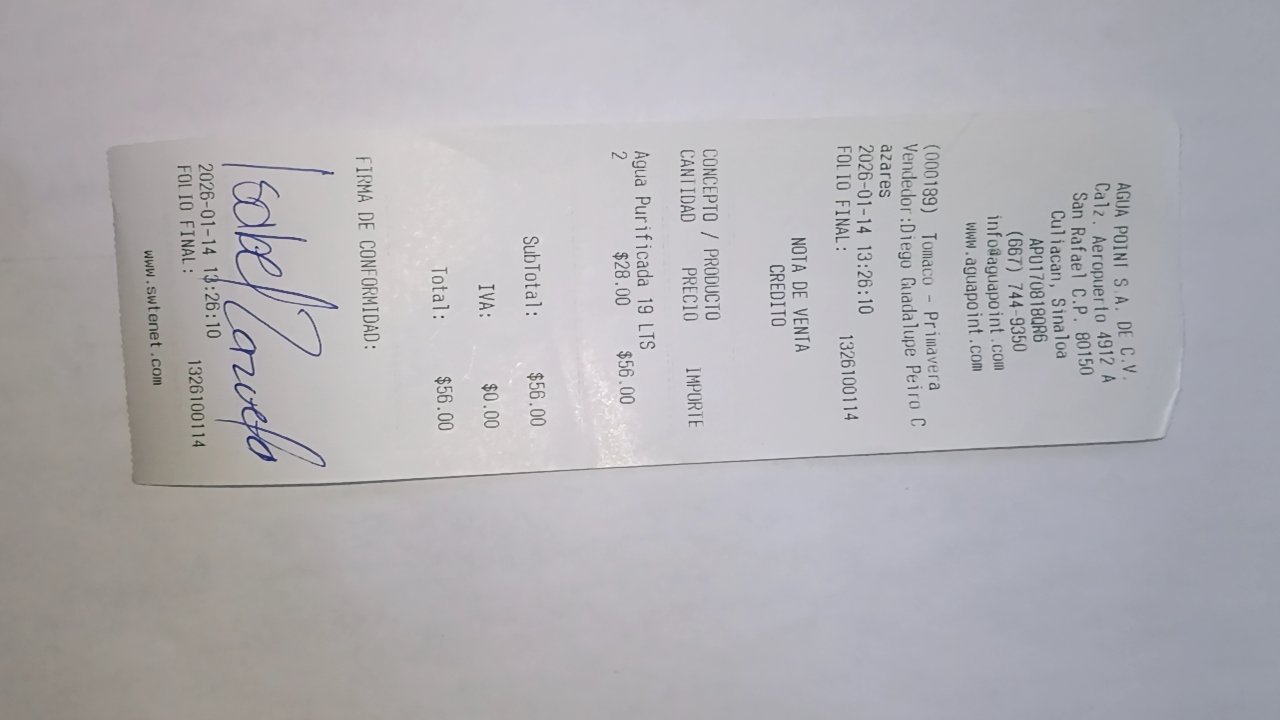 AGUA POINT S.A. DE C.V.
Calz. Aeropuerto 4912 A
San Rafael C.P. 80150
Culiacan, Sinaloa
APO170818QR6
(667) 744-9350
info@aguapoint.com
www.aguapoint.com
(000189) Tomaco - Primavera
Vendedor:Diego Guadalupe Peiro C
azares
2026-01-14 13:26:10
FOLIO FINAL: 1326100114
NOTA DE VENTA
CREDITO
CONCEPTO / PRODUCTO
CANTIDAD PRECIO IMPORTE
Agua Purificada 19 LTS
2 $28.00 $56.00
SubTotal: $56.00
IVA: $0.00
Total: $56.00
FIRMA DE CONFORMIDAD:
Isabel
2026-01-14 13:26:10
FOLIO FINAL: 1326100114
www.swltenet.com